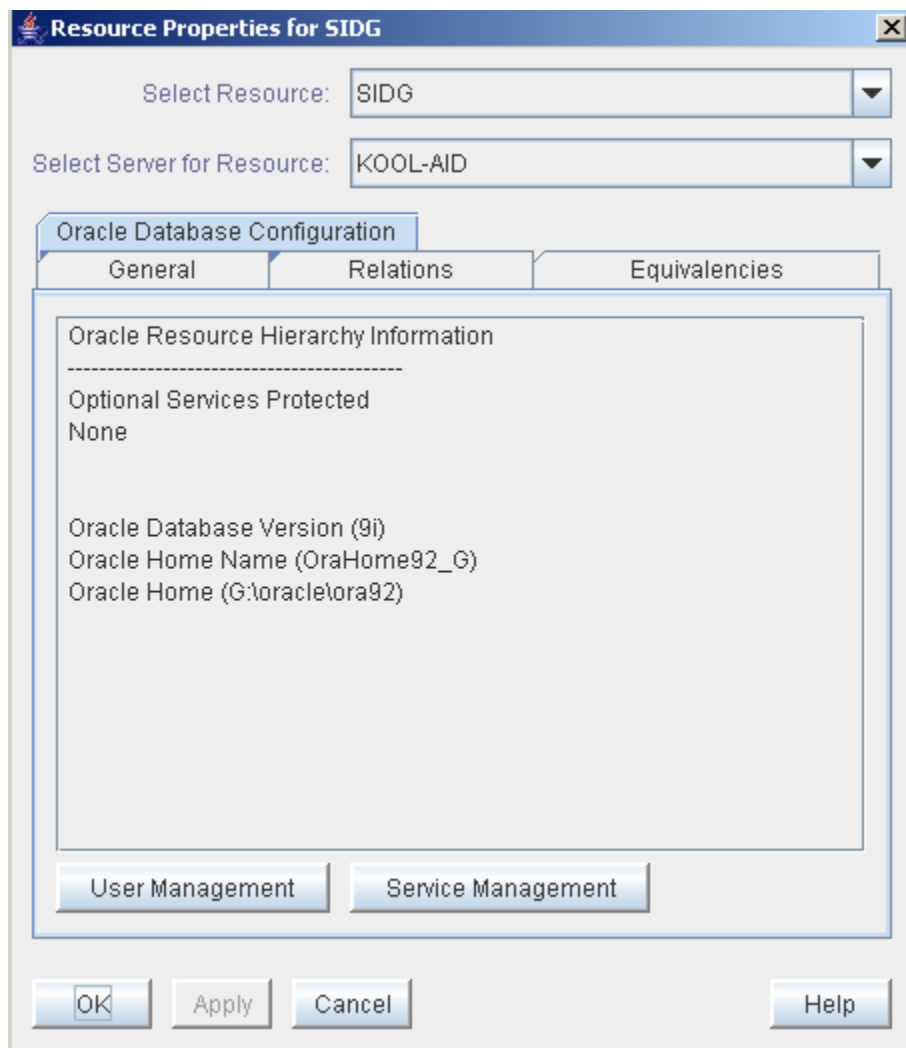 Resource Properties for SIDG
Select Resource: SIDG
Select Server for Resource: KOOL-AID
Oracle Database Configuration
General Relations Equivalencies
Oracle Resource Hierarchy Information
------------------------------------------
Optional Services Protected
None
Oracle Database Version (9i)
Oracle Home Name (OraHome92_G)
Oracle Home (G:\oracle\ora92)
User Management Service Management
OK Apply Cancel Help